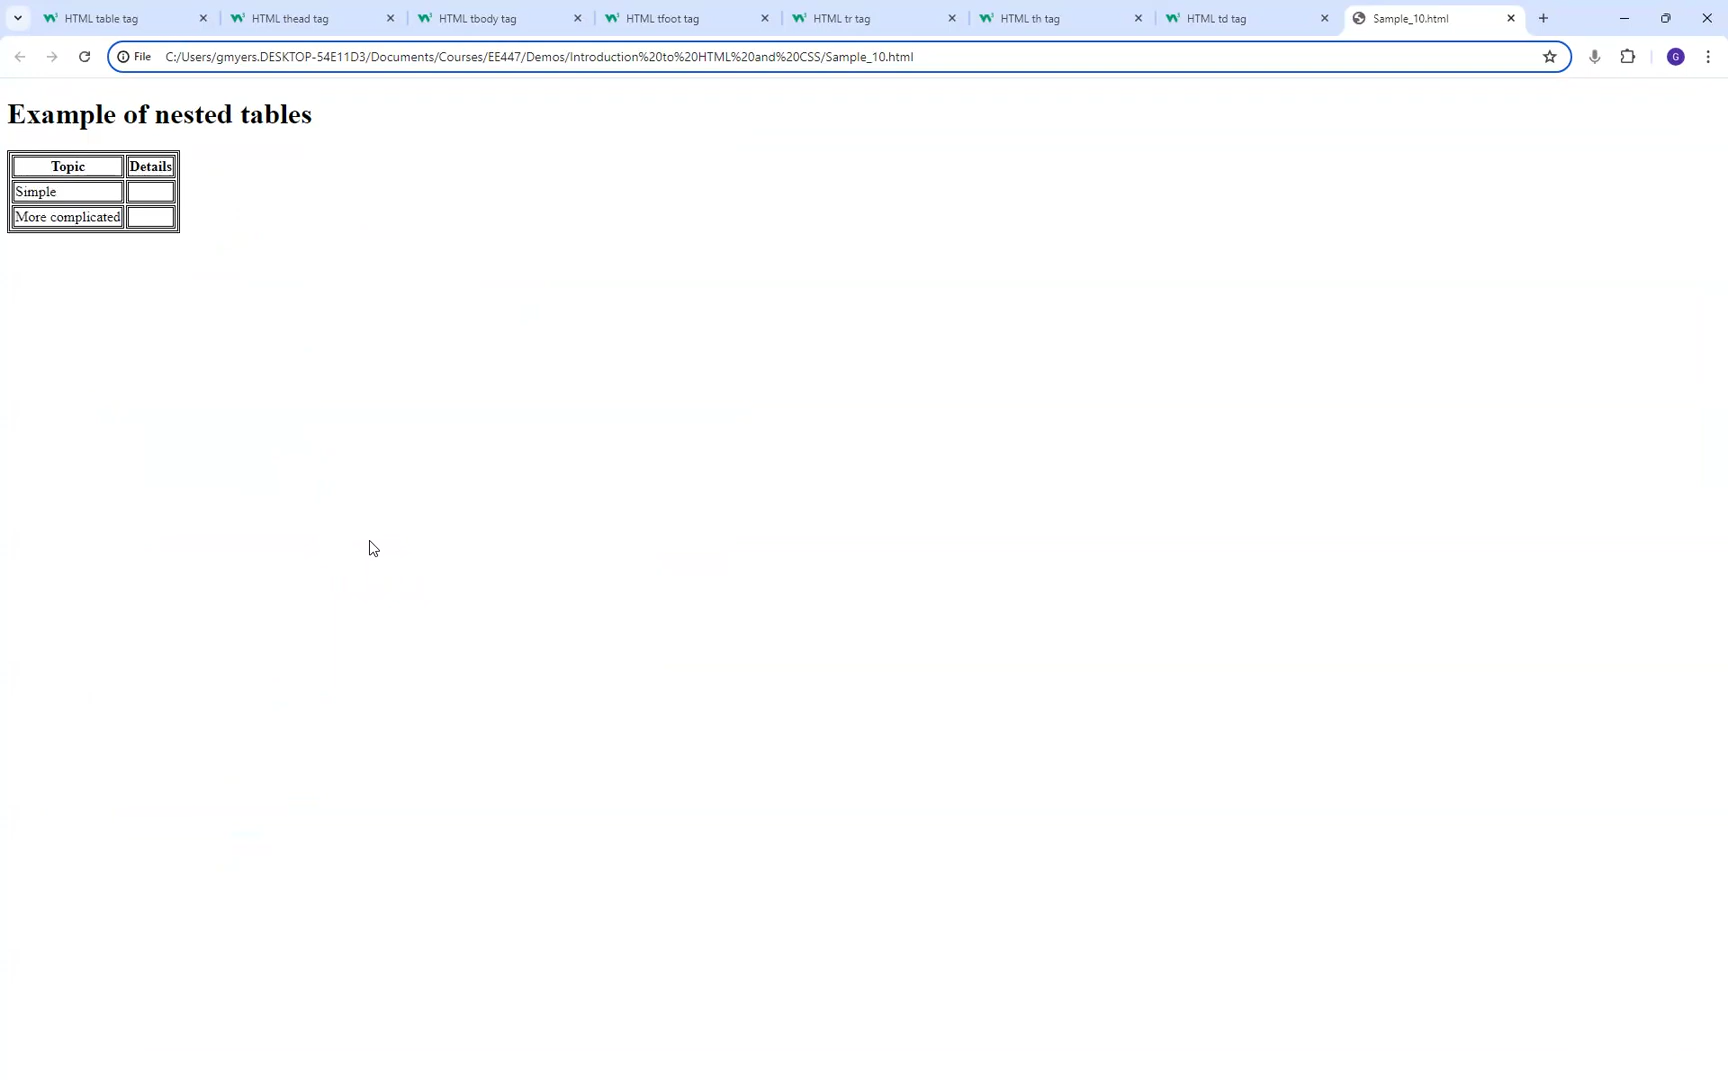 HTML table tag
HTML thead tag
HTML tbody tag
HTML tfoot tag
HTML tr tag
HTML th tag
HTML td tag
Sample_10.html
File C:/Users/gmyers.DESKTOP-54E11D3/Documents/Courses/EE447/Demos/Introduction%20to%20HTML%20and%20CSS/Sample_10.html
G
Example of nested tables
Topic Details
Simple
More complicated